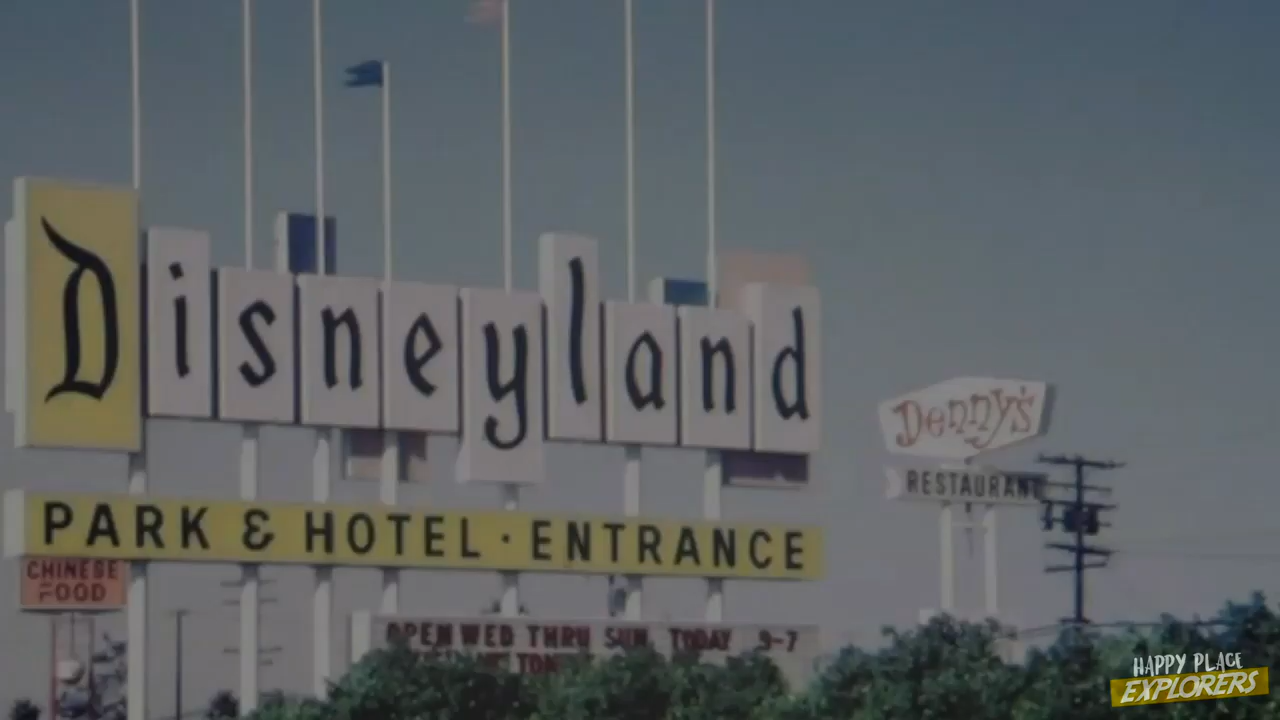 Disneyland
Denny's
RESTAURANT
PARK & HOTEL · ENTRANCE
CHINESE
FOOD
OPEN WED THRU SUN, TODAY 9-7
HAPPY PLACE
EXPLORERS